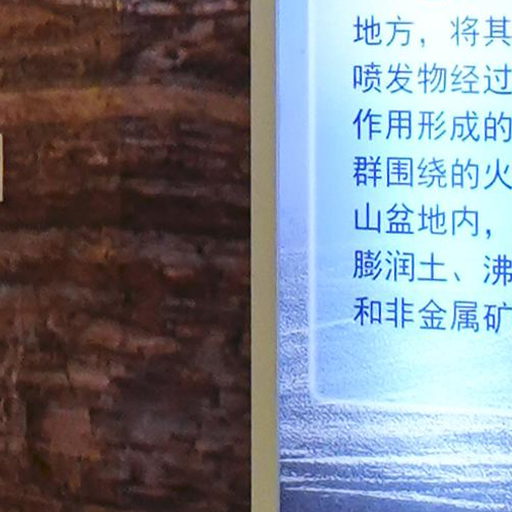 地方，将其
喷发物经过
作用形成的
群围绕的火
山盆地内，
膨润土、沸
和非金属矿